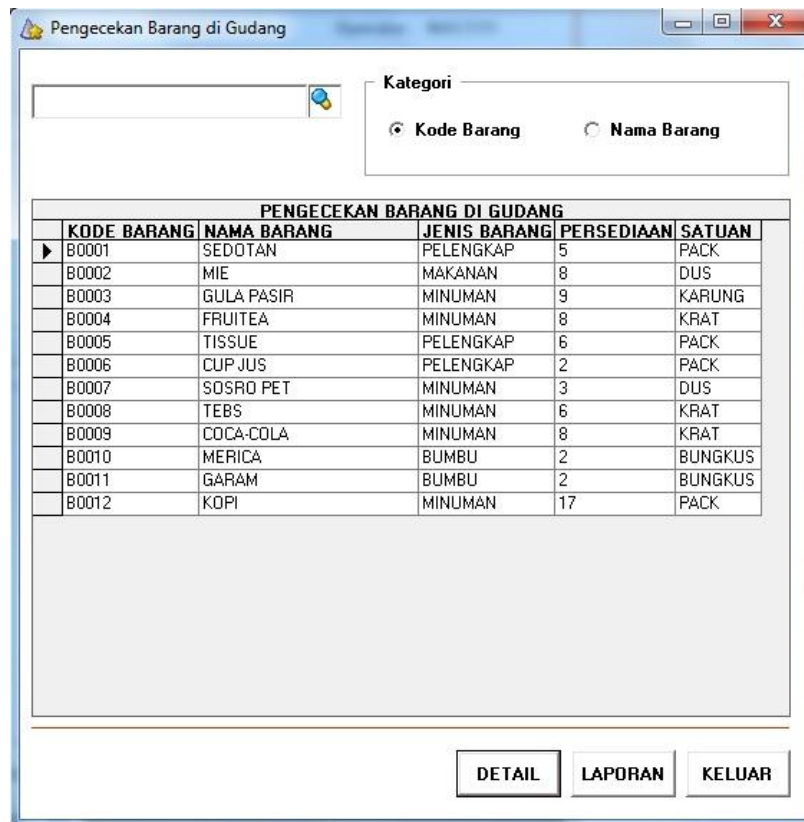 Pengecekan Barang di Gudang
Kategori
Kode Barang Nama Barang
PENGECEKAN BARANG DI GUDANG
KODE BARANG NAMA BARANG JENIS BARANG PERSEDIAAN SATUAN
B0001 SEDOTAN PELENGKAP 5 PACK
B0002 MIE MAKANAN 8 DUS
B0003 GULA PASIR MINUMAN 9 KARUNG
B0004 FRUITEA MINUMAN 8 KRAT
B0005 TISSUE PELENGKAP 6 PACK
B0006 CUP JUS PELENGKAP 2 PACK
B0007 SOSRO PET MINUMAN 3 DUS
B0008 TEBS MINUMAN 6 KRAT
B0009 COCA-COLA MINUMAN 8 KRAT
B0010 MERICA BUMBU 2 BUNGKUS
B0011 GARAM BUMBU 2 BUNGKUS
B0012 KOPI MINUMAN 17 PACK
DETAIL LAPORAN KELUAR